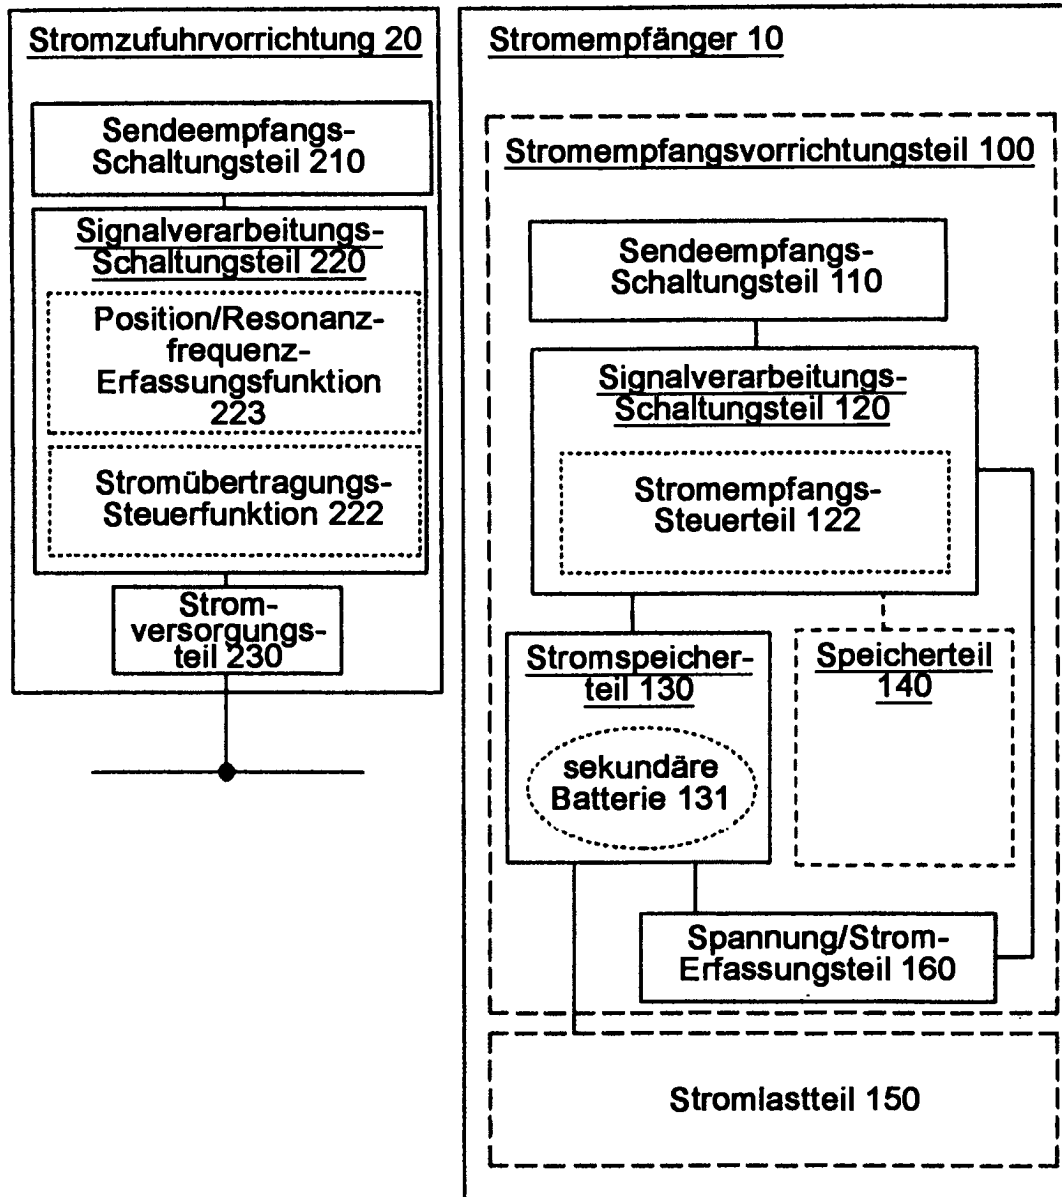 Stromzufuhrvorrichtung 20
Sendeempfangs-
Schaltungsteil 210
Signalverarbeitungs-
Schaltungsteil 220
Position/Resonanz-
frequenz-
Erfassungsfunktion
223
Stromübertragungs-
Steuerfunktion 222
Strom-
versorgungs-
teil 230
Stromempfänger 10
Stromempfangsvorrichtungsteil 100
Sendeempfangs-
Schaltungsteil 110
Signalverarbeitungs-
Schaltungsteil 120
Stromempfangs-
Steuerteil 122
Stromspeicher-
teil 130
sekundäre
Batterie 131
Speicherteil
140
Spannung/Strom-
Erfassungsteil 160
Stromlastteil 150